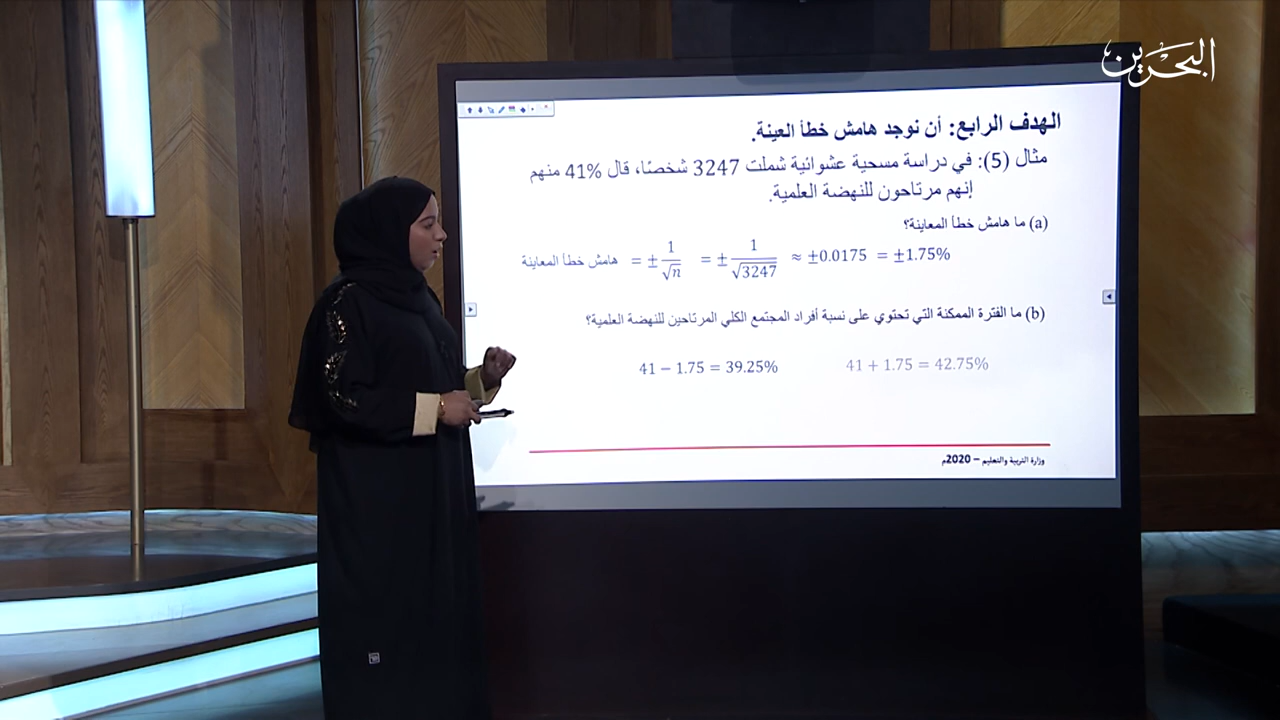 البحرين
الهدف الرابع: أن نوجد هامش خطأ العينة.
مثال (5): في دراسة مسحية عشوائية شملت 3247 شخصًا، قال 41% منهم
إنهم مرتاحون للنهضة العلمية.
(a) ما هامش خطأ المعاينة؟
هامش خطأ المعاينة = ± 1/√n = ± 1/√3247 ≈ ±0.0175 = ±1.75%
(b) ما الفترة الممكنة التي تحتوي على نسبة أفراد المجتمع الكلي المرتاحين للنهضة العلمية؟
41 − 1.75 = 39.25% 41 + 1.75 = 42.75%
وزارة التربية والتعليم – 2020م